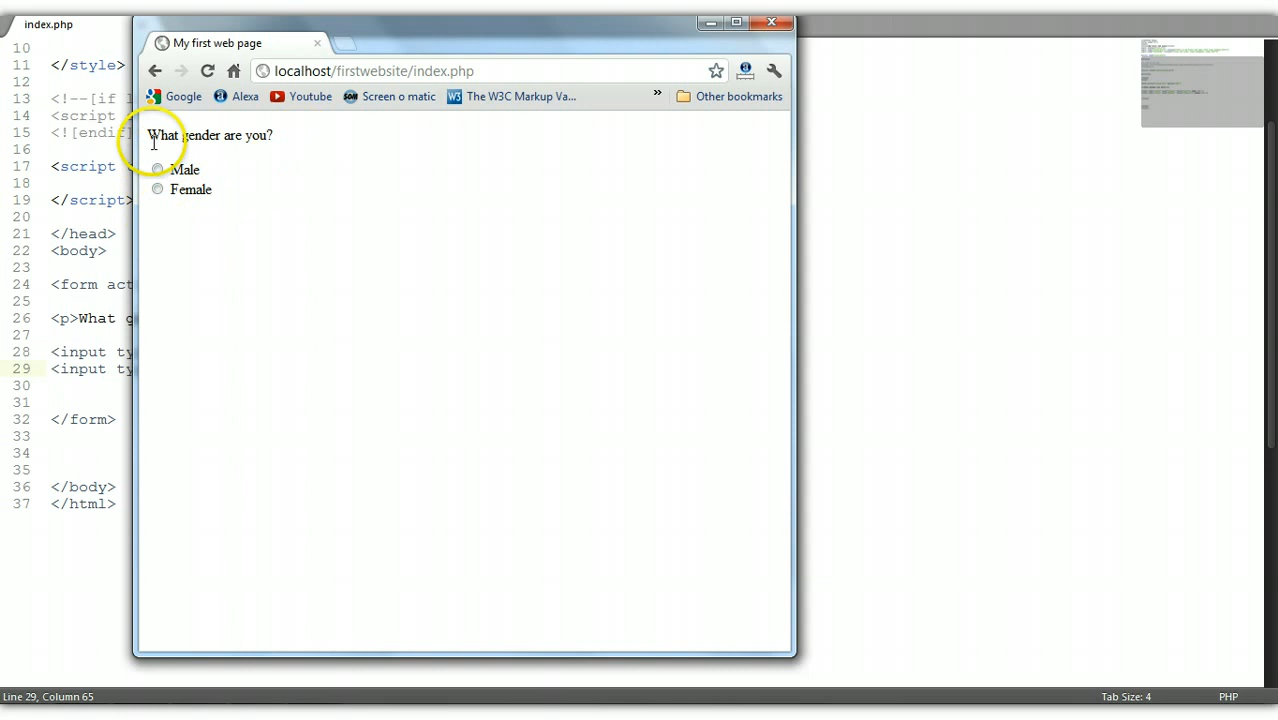 index.php
My first web page
localhost/firstwebsite/index.php
Google Alexa Youtube Screen o matic W3C Markup Va... » Other bookmarks
What gender are you?
Male
Female
10
11 </style>
12
13 <!--[if
14 <script
15 <![endif]
16
17 <script
18
19 </script>
20
21 </head>
22 <body>
23
24 <form act
25
26 <p>What g
27
28 <input ty
29 <input ty
30
31
32 </form>
33
34
35
36 </body>
37 </html>
Line 29, Column 65 Tab Size: 4 PHP